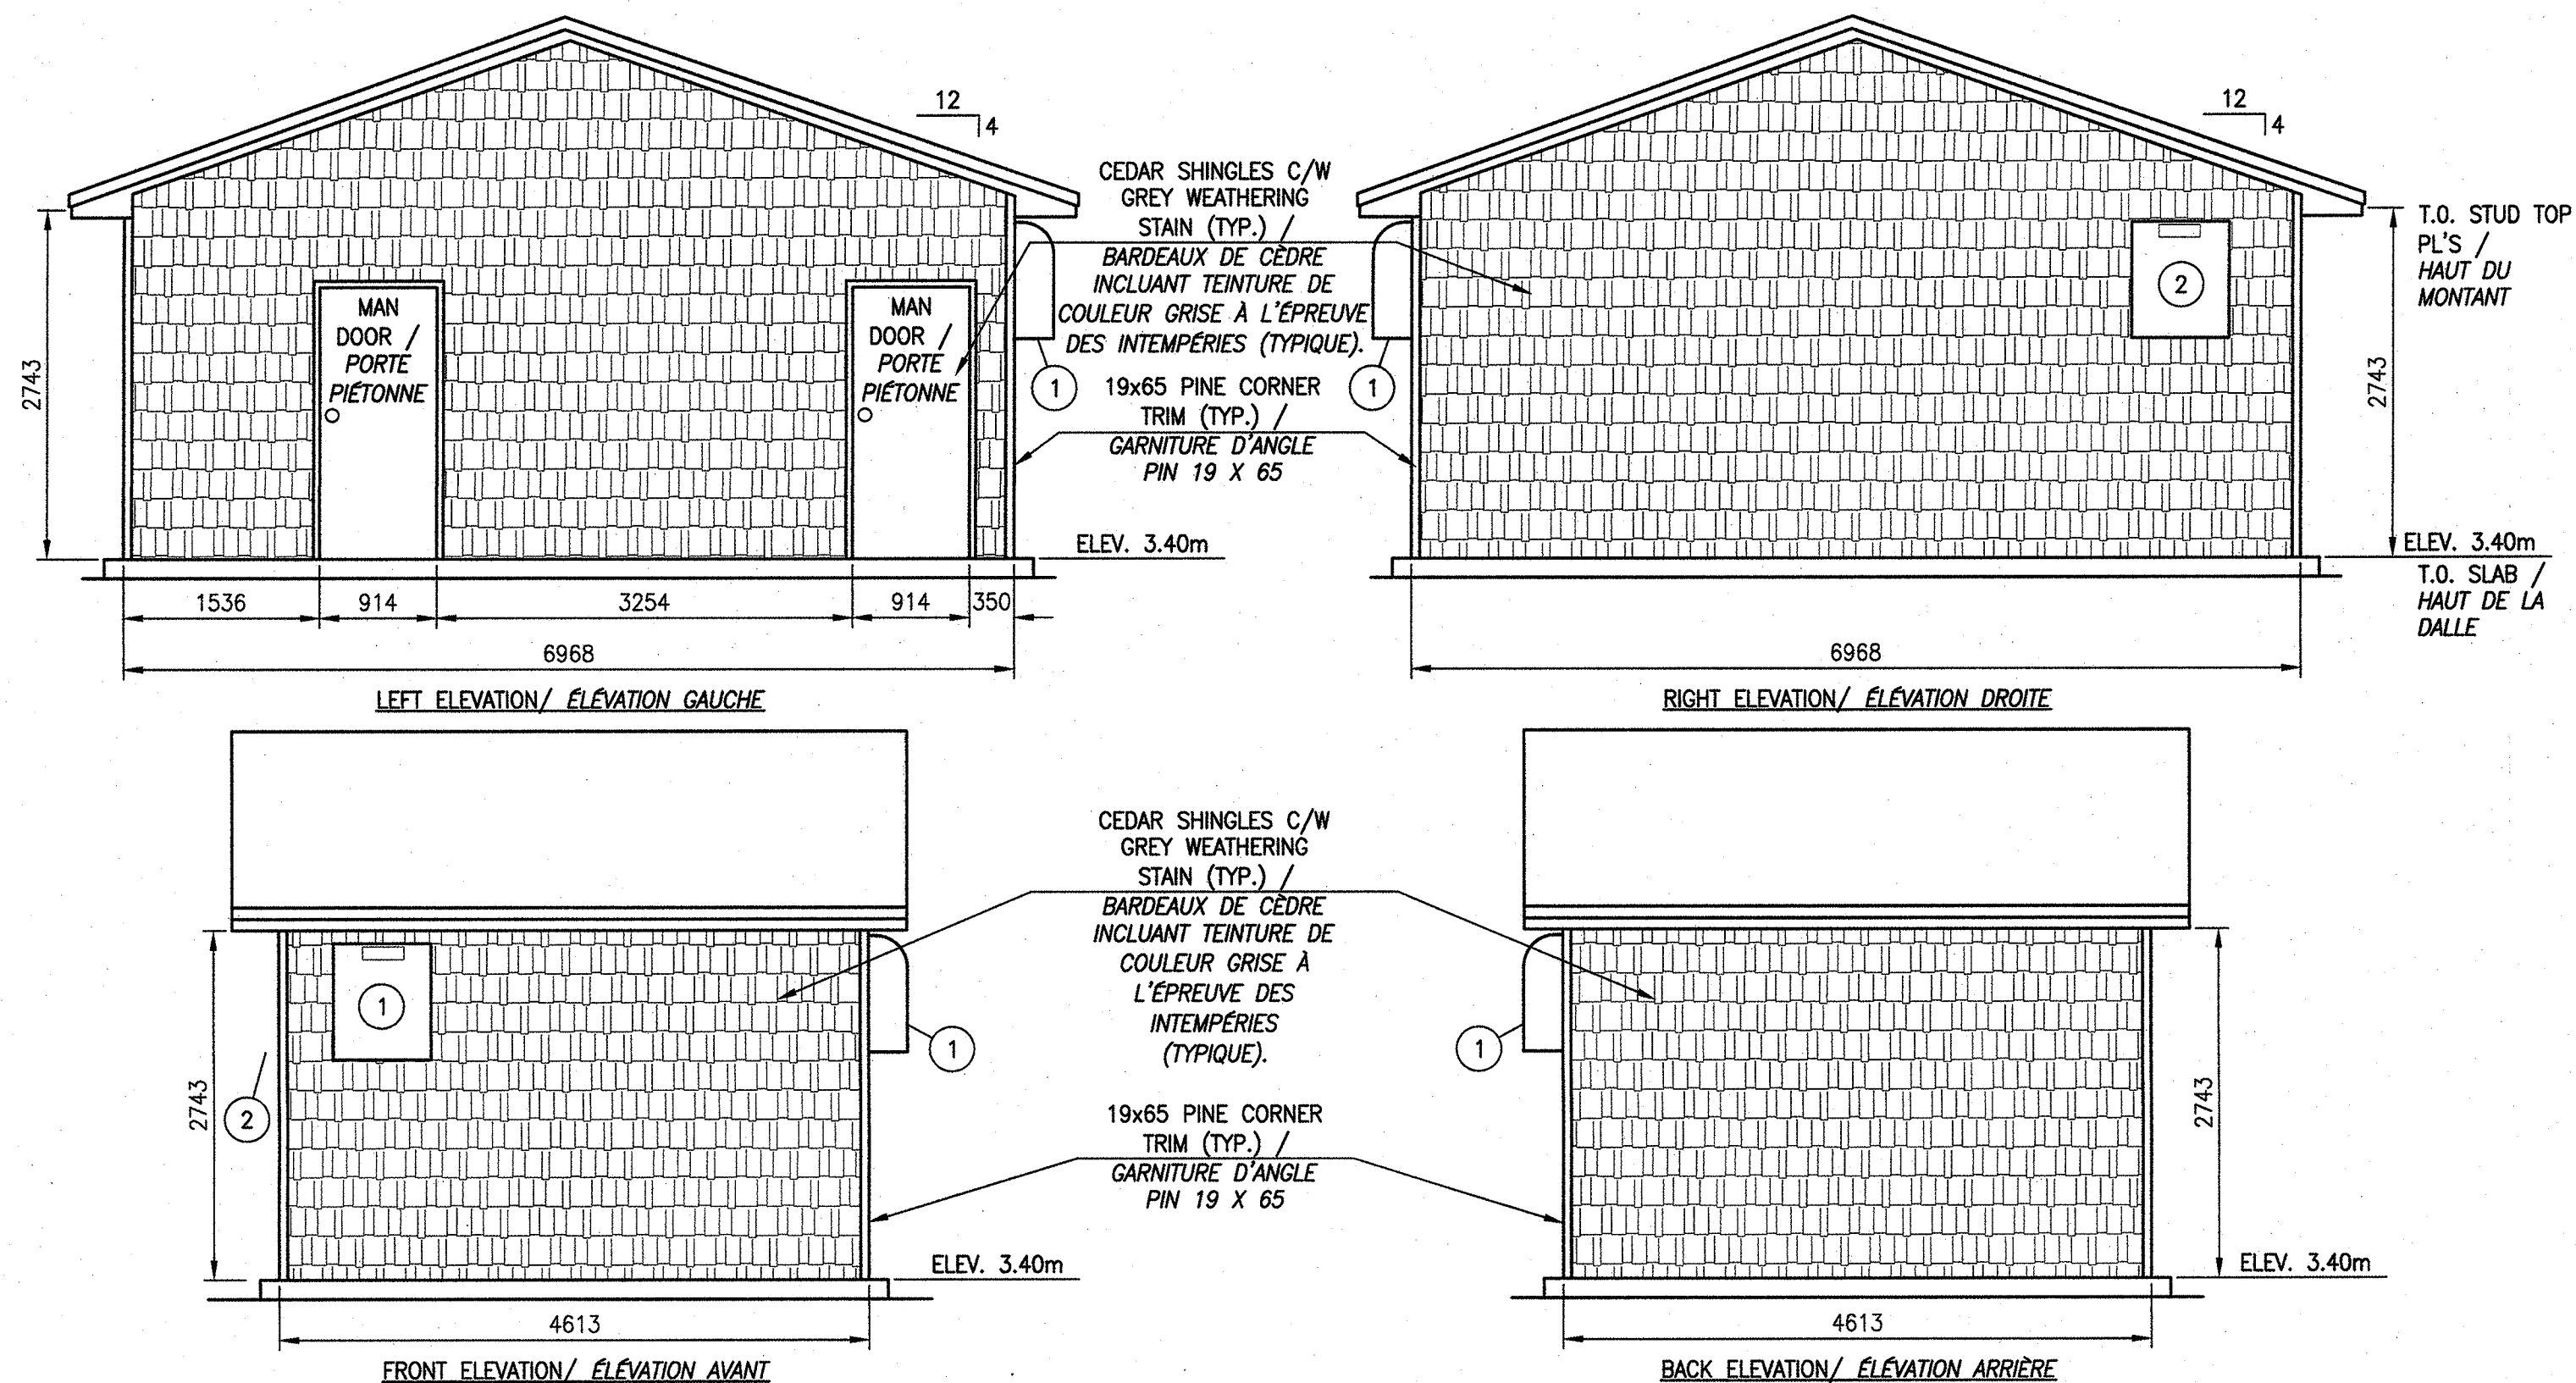 12
4
MAN
DOOR /
PORTE
PIÉTONNE
MAN
DOOR /
PORTE
PIÉTONNE
2743
1
ELEV. 3.40m
1536
914
3254
914
350
6968
LEFT ELEVATION/ ÉLÉVATION GAUCHE
CEDAR SHINGLES C/W
GREY WEATHERING
STAIN (TYP.) /
BARDEAUX DE CÈDRE
INCLUANT TEINTURE DE
COULEUR GRISE À L'ÉPREUVE
DES INTEMPÉRIES (TYPIQUE).
19x65 PINE CORNER
TRIM (TYP.) /
GARNITURE D'ANGLE
PIN 19 X 65
12
4
1
2
2743
T.O. STUD TOP
PL'S /
HAUT DU
MONTANT
ELEV. 3.40m
T.O. SLAB /
HAUT DE LA
DALLE
6968
RIGHT ELEVATION/ ÉLÉVATION DROITE
1
2
2743
1
ELEV. 3.40m
4613
FRONT ELEVATION/ ÉLÉVATION AVANT
CEDAR SHINGLES C/W
GREY WEATHERING
STAIN (TYP.) /
BARDEAUX DE CÈDRE
INCLUANT TEINTURE DE
COULEUR GRISE À
L'ÉPREUVE DES
INTEMPÉRIES
(TYPIQUE).
19x65 PINE CORNER
TRIM (TYP.) /
GARNITURE D'ANGLE
PIN 19 X 65
1
2743
ELEV. 3.40m
4613
BACK ELEVATION/ ÉLÉVATION ARRIÈRE